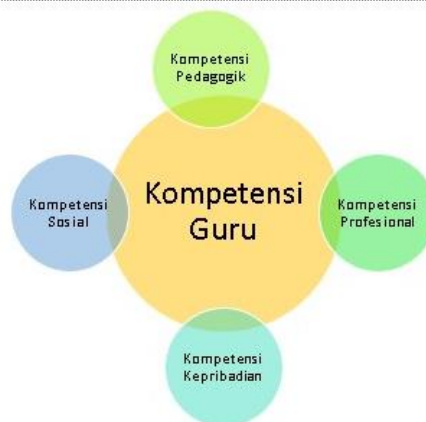 Kompetensi
Pedagogik
Kompetensi
Sosial
Kompetensi
Guru
Kompetensi
Profesional
Kompetensi
Kepribadian